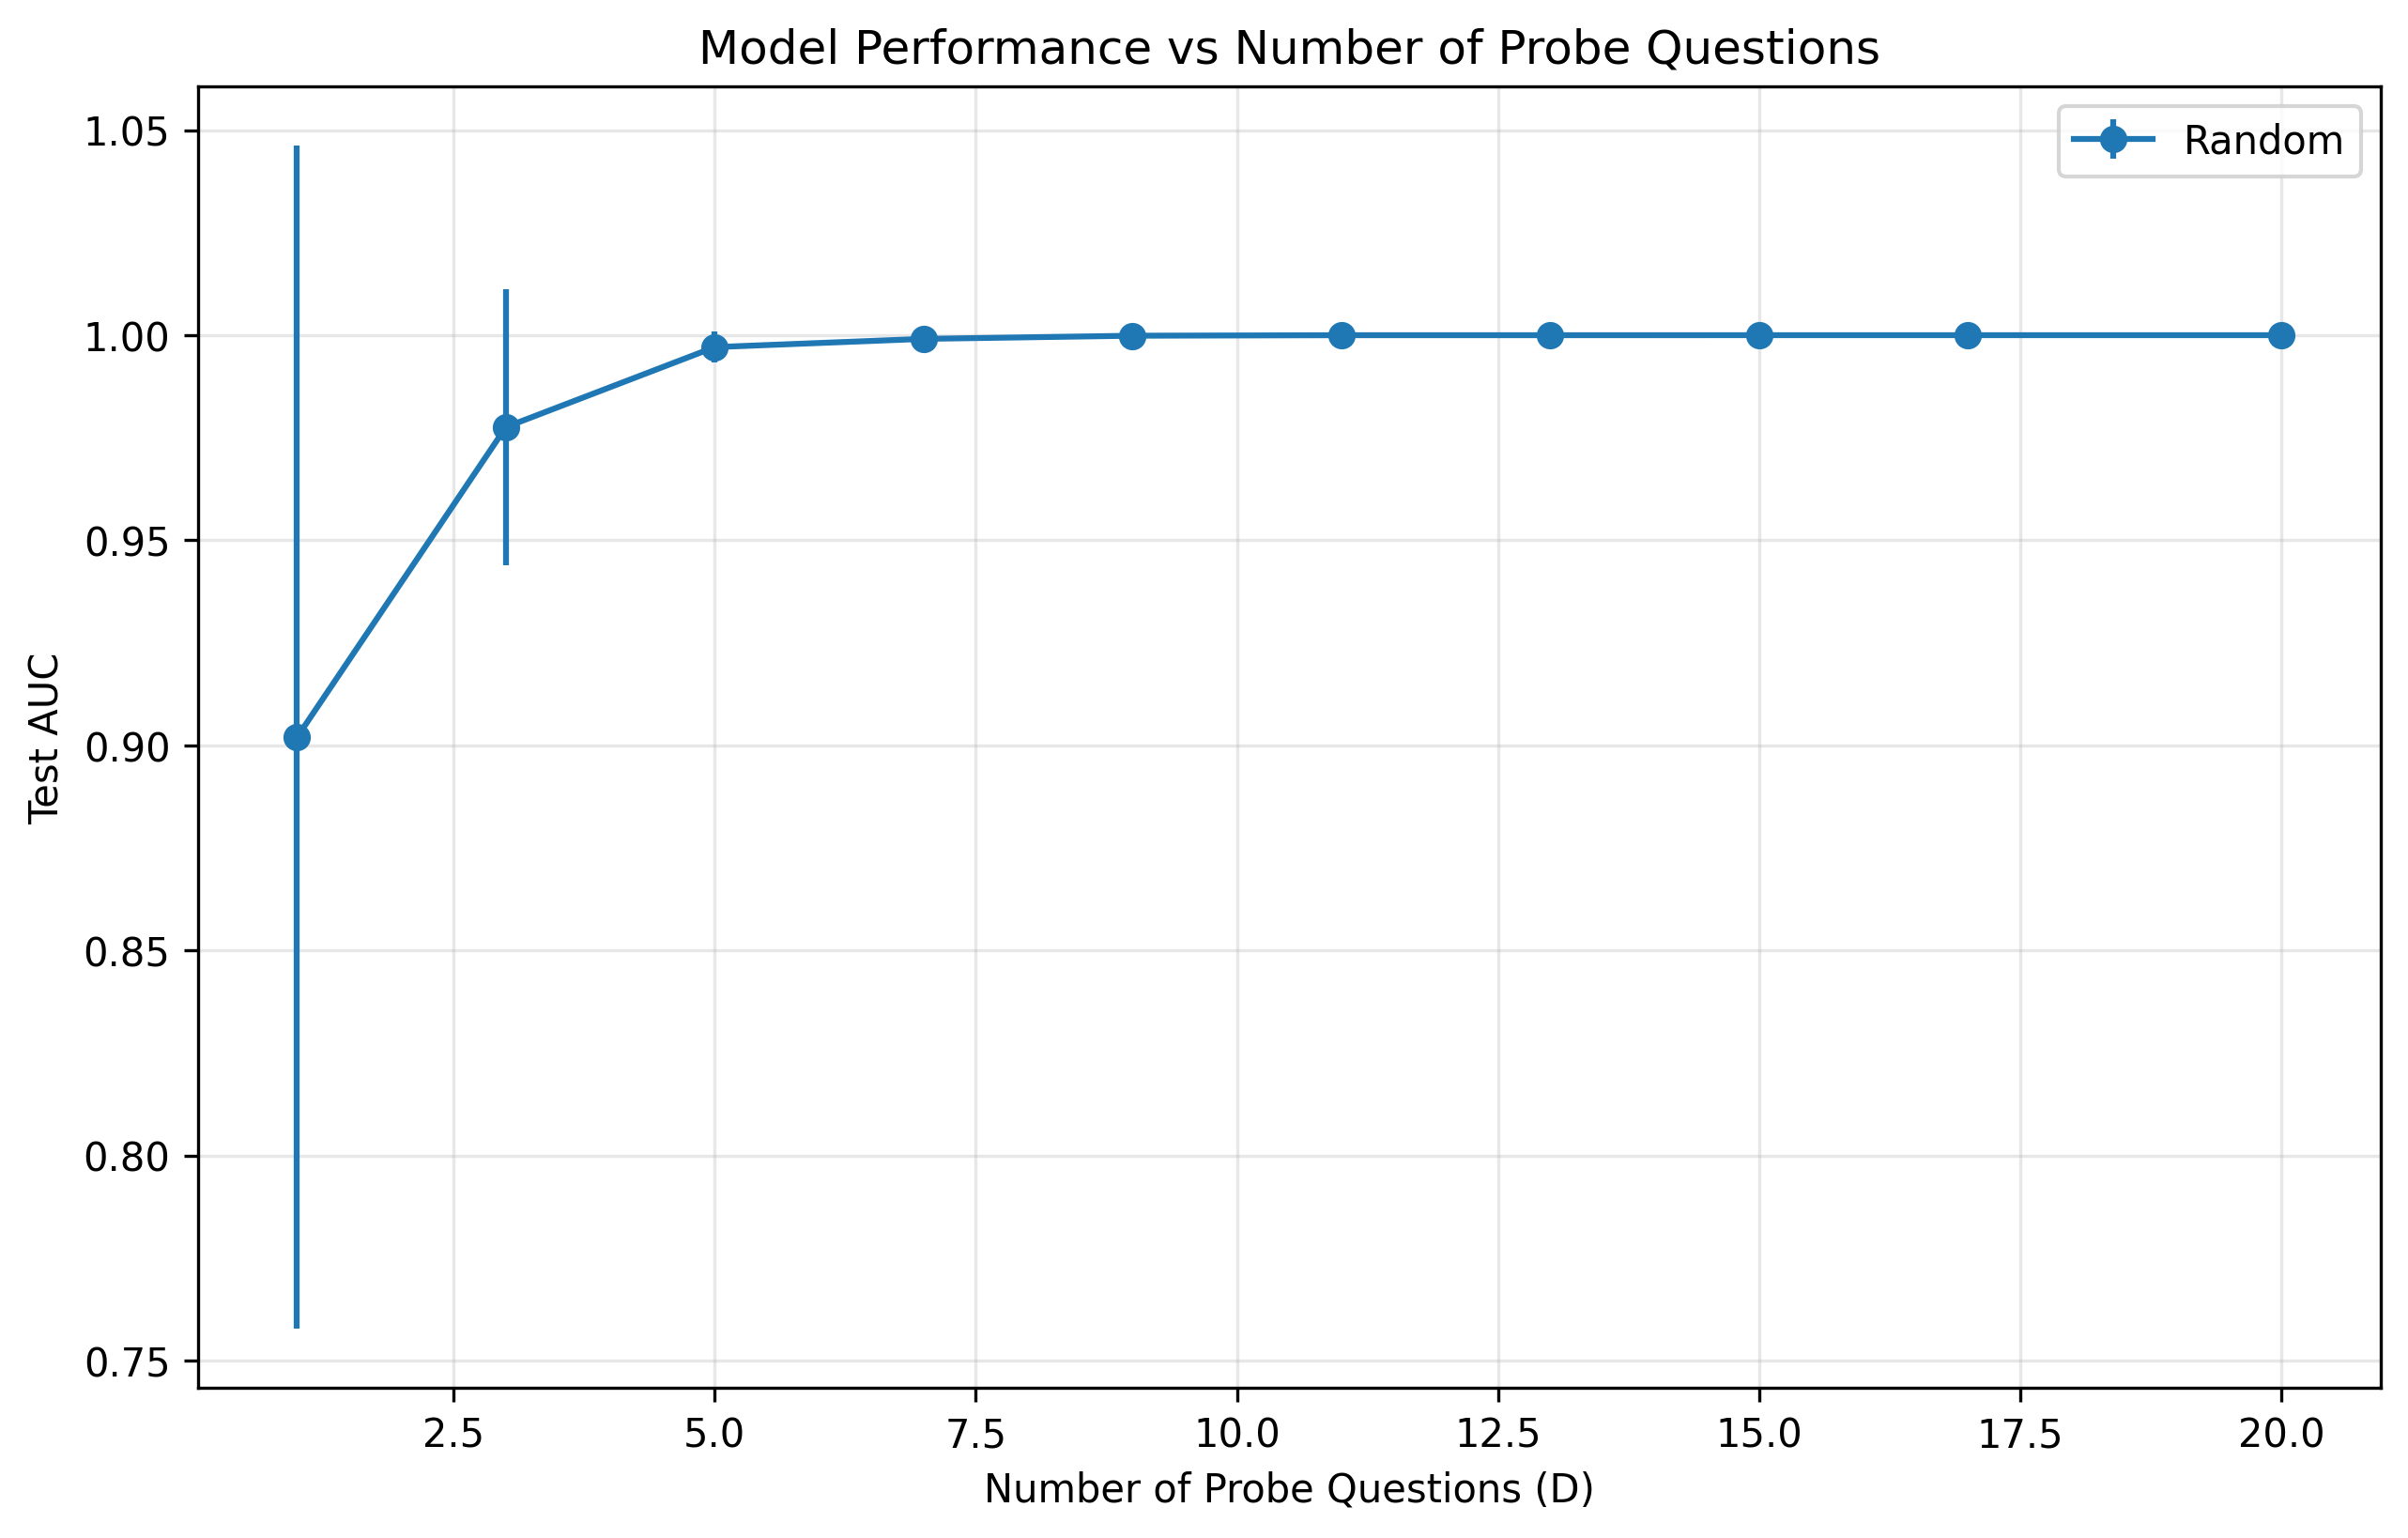 Model Performance vs Number of Probe Questions
Random
1.05
1.00
0.95
0.90
0.85
0.80
0.75
Test AUC
2.5 5.0 7.5 10.0 12.5 15.0 17.5 20.0
Number of Probe Questions (D)